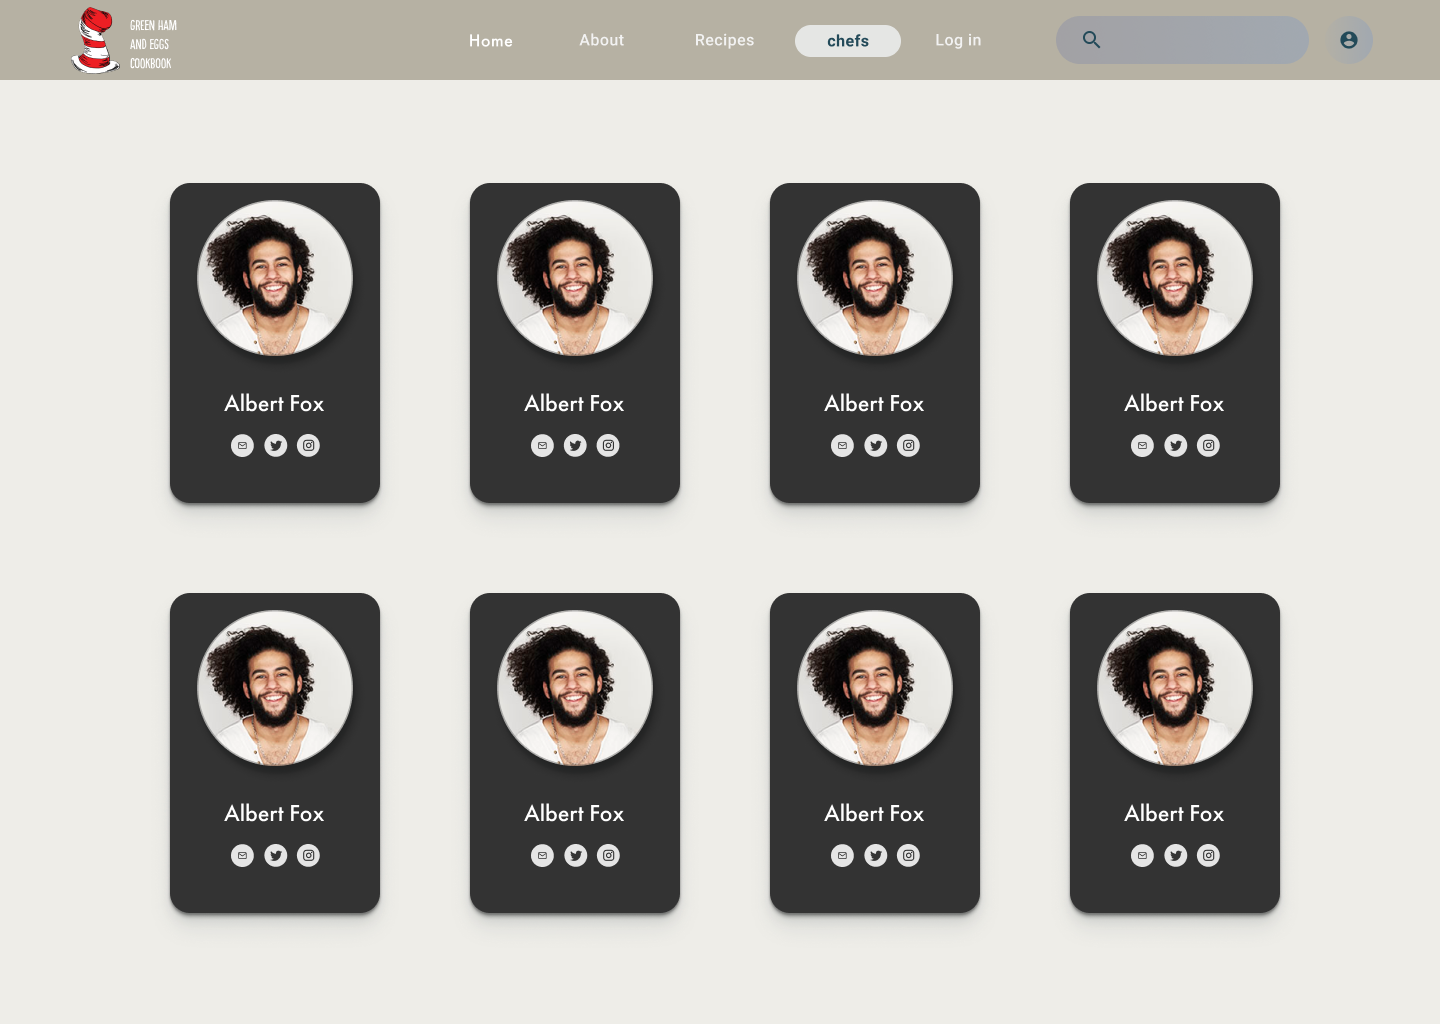 GREEN HAM
AND EGGS
COOKBOOK
Home
About
Recipes
chefs
Log in
Albert Fox
Albert Fox
Albert Fox
Albert Fox
Albert Fox
Albert Fox
Albert Fox
Albert Fox